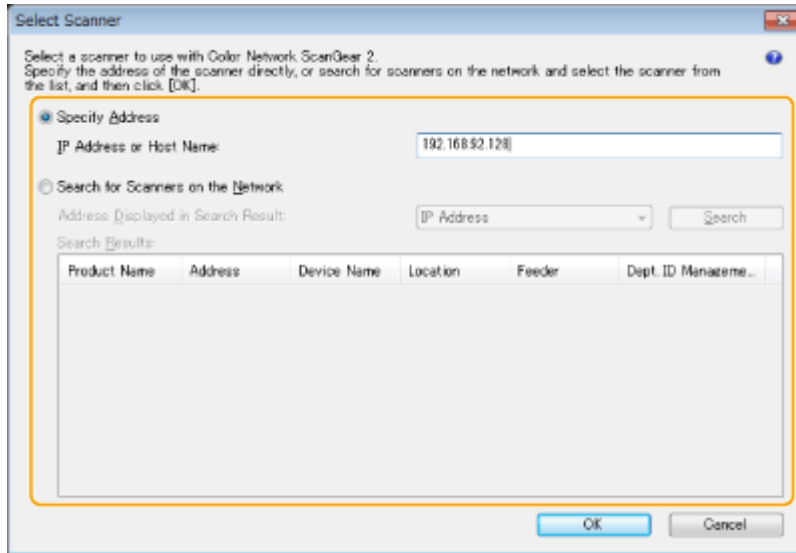 Select Scanner
Select a scanner to use with Color Network ScanGear 2.
Specify the address of the scanner directly, or search for scanners on the network and select the scanner from
the list, and then click [OK].
Specify Address
IP Address or Host Name: 192.168.92.128
Search for Scanners on the Network
Address Displayed in Search Result: IP Address Search
Search Results:
Product Name Address Device Name Location Feeder Dept. ID Manageme...
OK Cancel